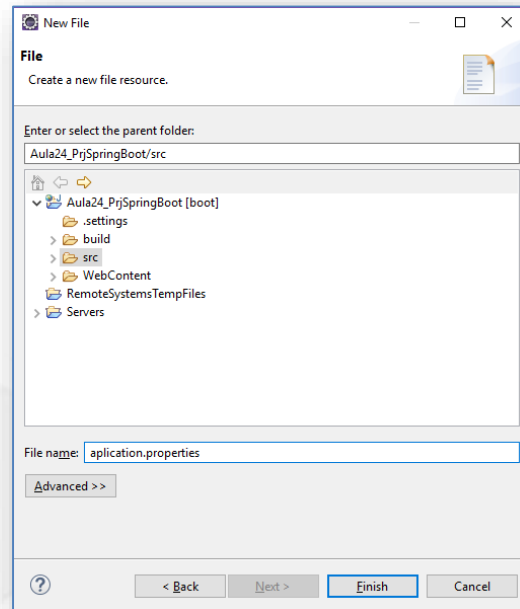 New File
File
Create a new file resource.
Enter or select the parent folder:
Aula24_PrjSpringBoot/src
Aula24_PrjSpringBoot [boot]
.settings
build
src
WebContent
RemoteSystemsTempFiles
Servers
File name: aplication.properties
Advanced >>
< Back Next > Finish Cancel